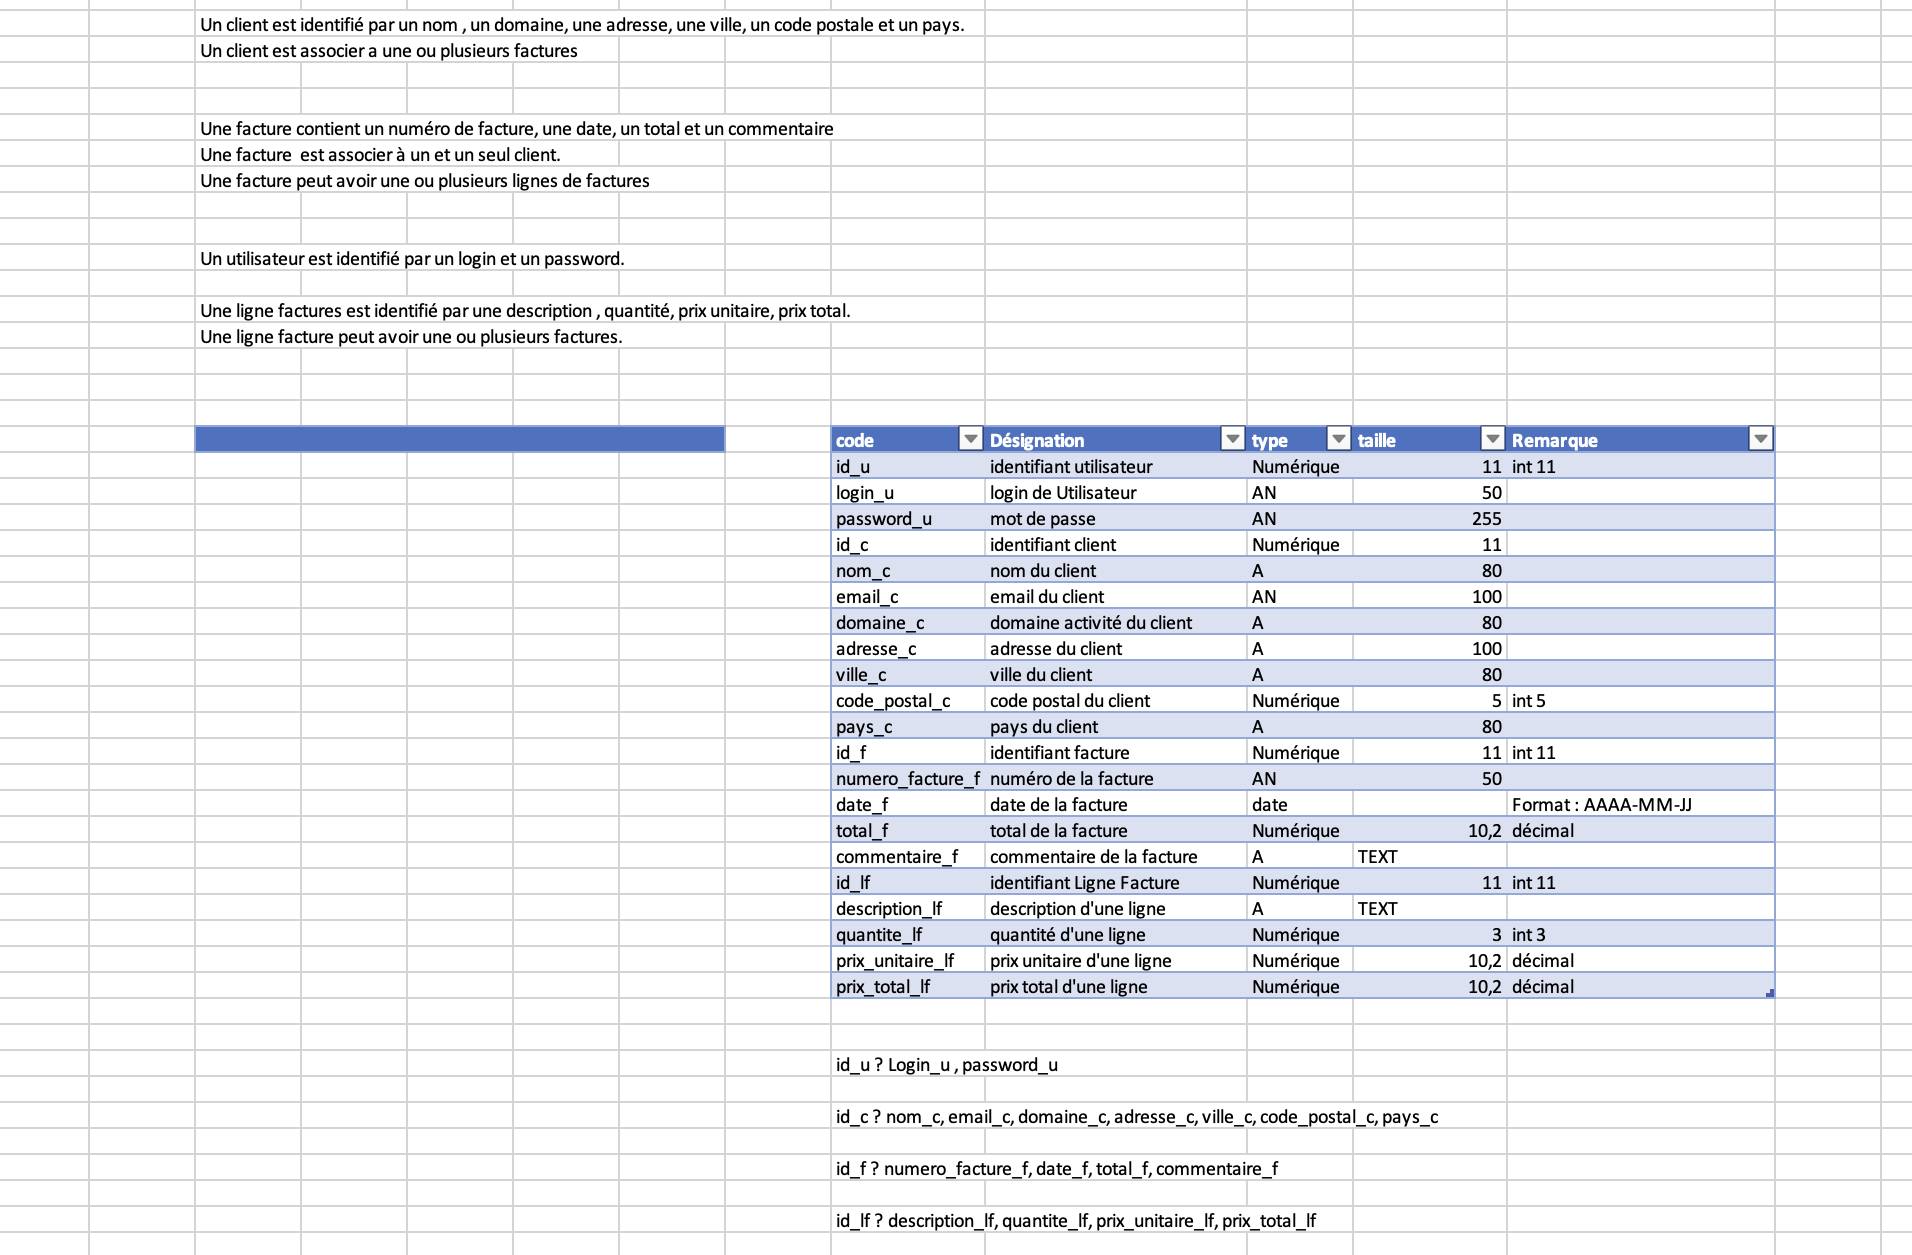 Un client est identifié par un nom , un domaine, une adresse, une ville, un code postale et un pays.
Un client est associer a une ou plusieurs factures
Une facture contient un numéro de facture, une date, un total et un commentaire
Une facture  est associer à un et un seul client.
Une facture peut avoir une ou plusieurs lignes de factures
Un utilisateur est identifié par un login et un password.
Une ligne factures est identifié par une description , quantité, prix unitaire, prix total.
Une ligne facture peut avoir une ou plusieurs factures.
code Désignation type taille Remarque
id_u identifiant utilisateur Numérique 11 int 11
login_u login de Utilisateur AN 50
password_u mot de passe AN 255
id_c identifiant client Numérique 11
nom_c nom du client A 80
email_c email du client AN 100
domaine_c domaine activité du client A 80
adresse_c adresse du client A 100
ville_c ville du client A 80
code_postal_c code postal du client Numérique 5 int 5
pays_c pays du client A 80
id_f identifiant facture Numérique 11 int 11
numero_facture_f numéro de la facture AN 50
date_f date de la facture date Format : AAAA-MM-JJ
total_f total de la facture Numérique 10,2 décimal
commentaire_f commentaire de la facture A TEXT
id_lf identifiant Ligne Facture Numérique 11 int 11
description_lf description d'une ligne A TEXT
quantite_lf quantité d'une ligne Numérique 3 int 3
prix_unitaire_lf prix unitaire d'une ligne Numérique 10,2 décimal
prix_total_lf prix total d'une ligne Numérique 10,2 décimal
id_u ? Login_u , password_u
id_c ? nom_c, email_c, domaine_c, adresse_c, ville_c, code_postal_c, pays_c
id_f ? numero_facture_f, date_f, total_f, commentaire_f
id_lf ? description_lf, quantite_lf, prix_unitaire_lf, prix_total_lf